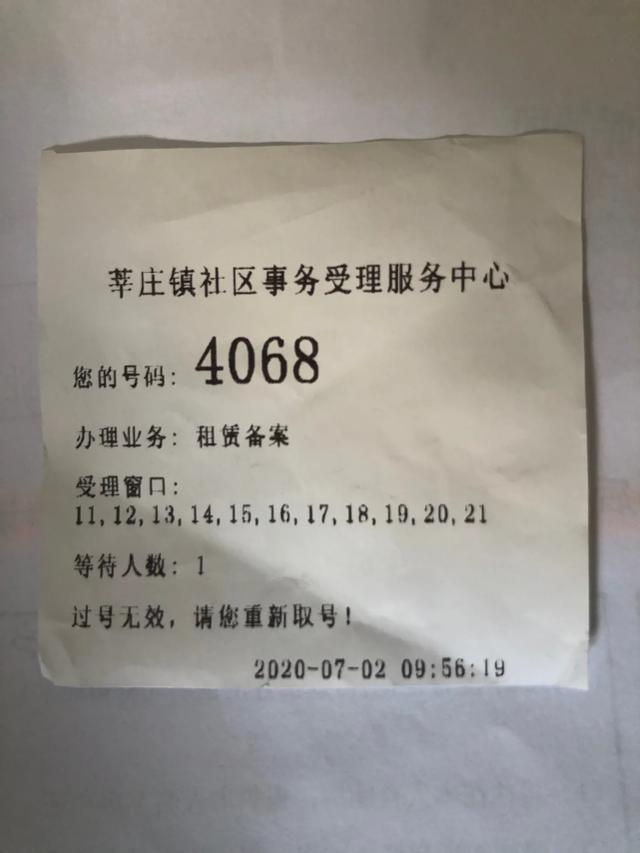 莘庄镇社区事务受理服务中心
您的号码: 4068
办理业务: 租赁备案
受理窗口:
11,12,13,14,15,16,17,18,19,20,21
等待人数: 1
过号无效, 请您重新取号!
2020-07-02 09:56:19